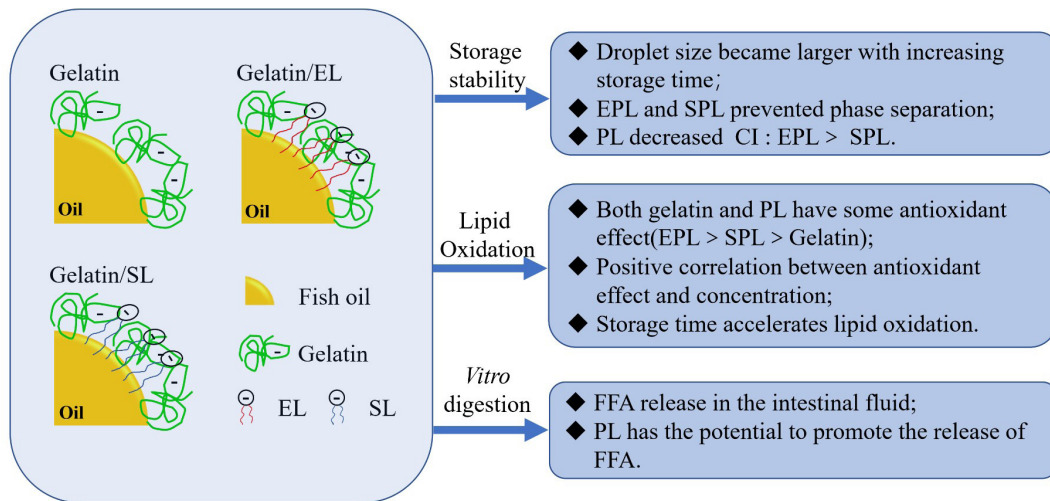 Gelatin
Oil
Gelatin/EL
Oil
Gelatin/SL
Oil
Fish oil
Gelatin
EL
SL
Storage
stability
◆ Droplet size became larger with increasing
storage time;
◆ EPL and SPL prevented phase separation;
◆ PL decreased CI : EPL > SPL.
Lipid
Oxidation
◆ Both gelatin and PL have some antioxidant
effect(EPL > SPL > Gelatin);
◆ Positive correlation between antioxidant
effect and concentration;
◆ Storage time accelerates lipid oxidation.
Vitro
digestion
◆ FFA release in the intestinal fluid;
◆ PL has the potential to promote the release of
FFA.